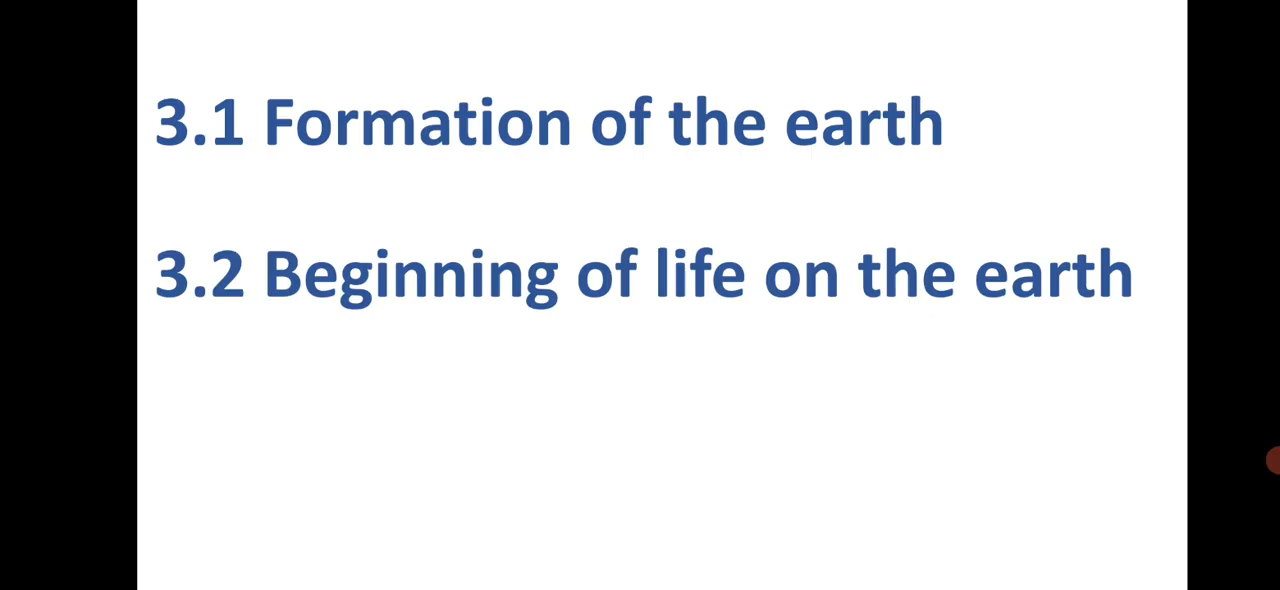 3.1 Formation of the earth
3.2 Beginning of life on the earth